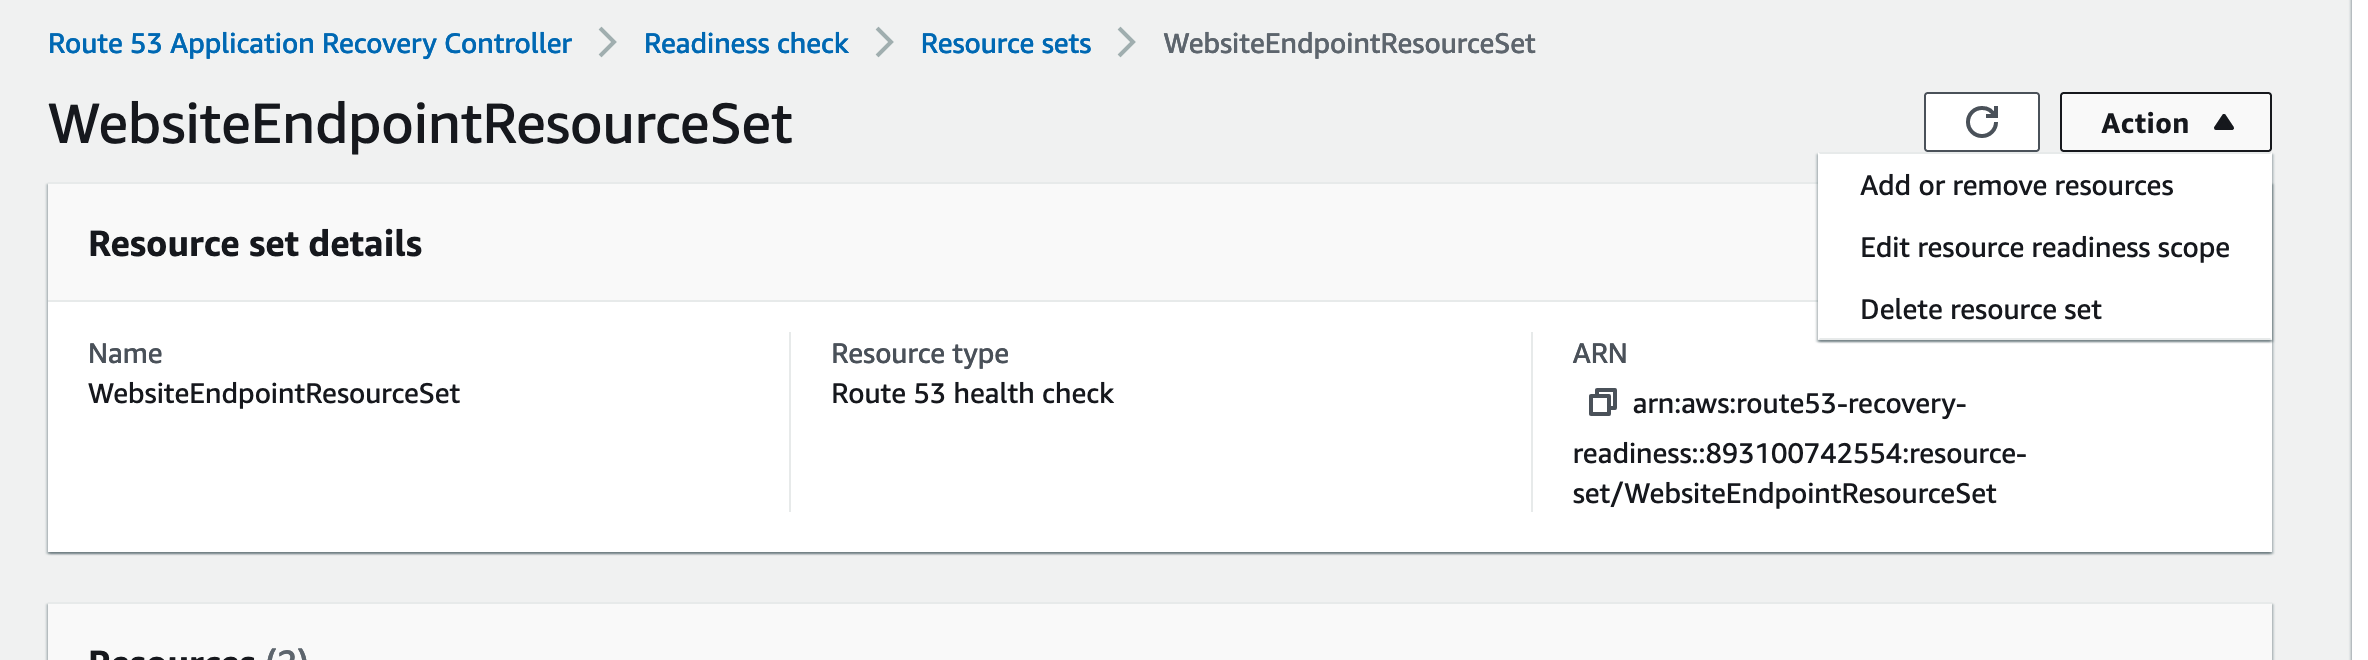 Route 53 Application Recovery Controller > Readiness check > Resource sets > WebsiteEndpointResourceSet
WebsiteEndpointResourceSet
Action
Add or remove resources
Edit resource readiness scope
Delete resource set
Resource set details
Name
WebsiteEndpointResourceSet
Resource type
Route 53 health check
ARN
arn:aws:route53-recovery-
readiness::893100742554:resource-
set/WebsiteEndpointResourceSet
Resources